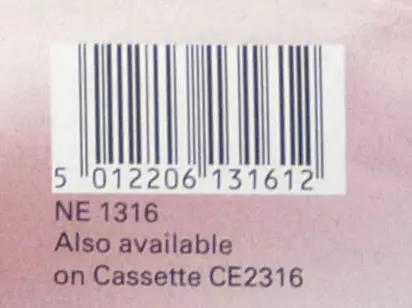 5 012206 131612
NE 1316
Also available
on Cassette CE2316